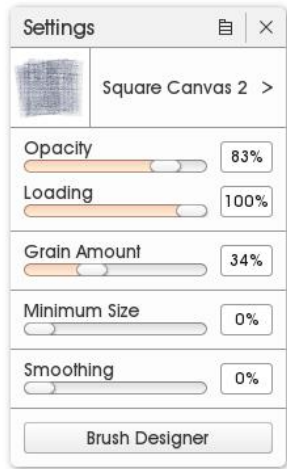 Settings
Square Canvas 2 >
Opacity
83%
Loading
100%
Grain Amount
34%
Minimum Size
0%
Smoothing
0%
Brush Designer